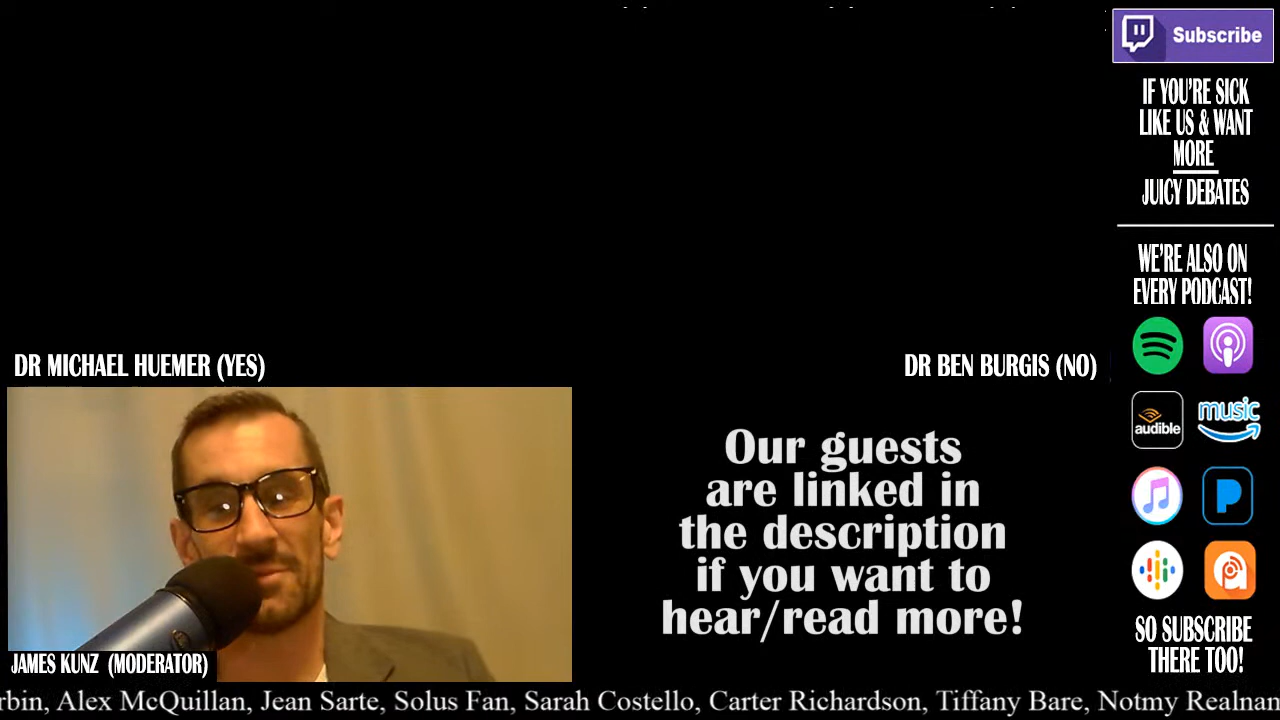 Subscribe
IF YOU'RE SICK
LIKE US & WANT
MORE
JUICY DEBATES
WE'RE ALSO ON
EVERY PODCAST!
audible
music
SO SUBSCRIBE
THERE TOO!
DR MICHAEL HUEMER (YES)
DR BEN BURGIS (NO)
Our guests
are linked in
the description
if you want to
hear/read more!
JAMES KUNZ (MODERATOR)
rbin, Alex McQuillan, Jean Sarte, Solus Fan, Sarah Costello, Carter Richardson, Tiffany Bare, Notmy Realnan